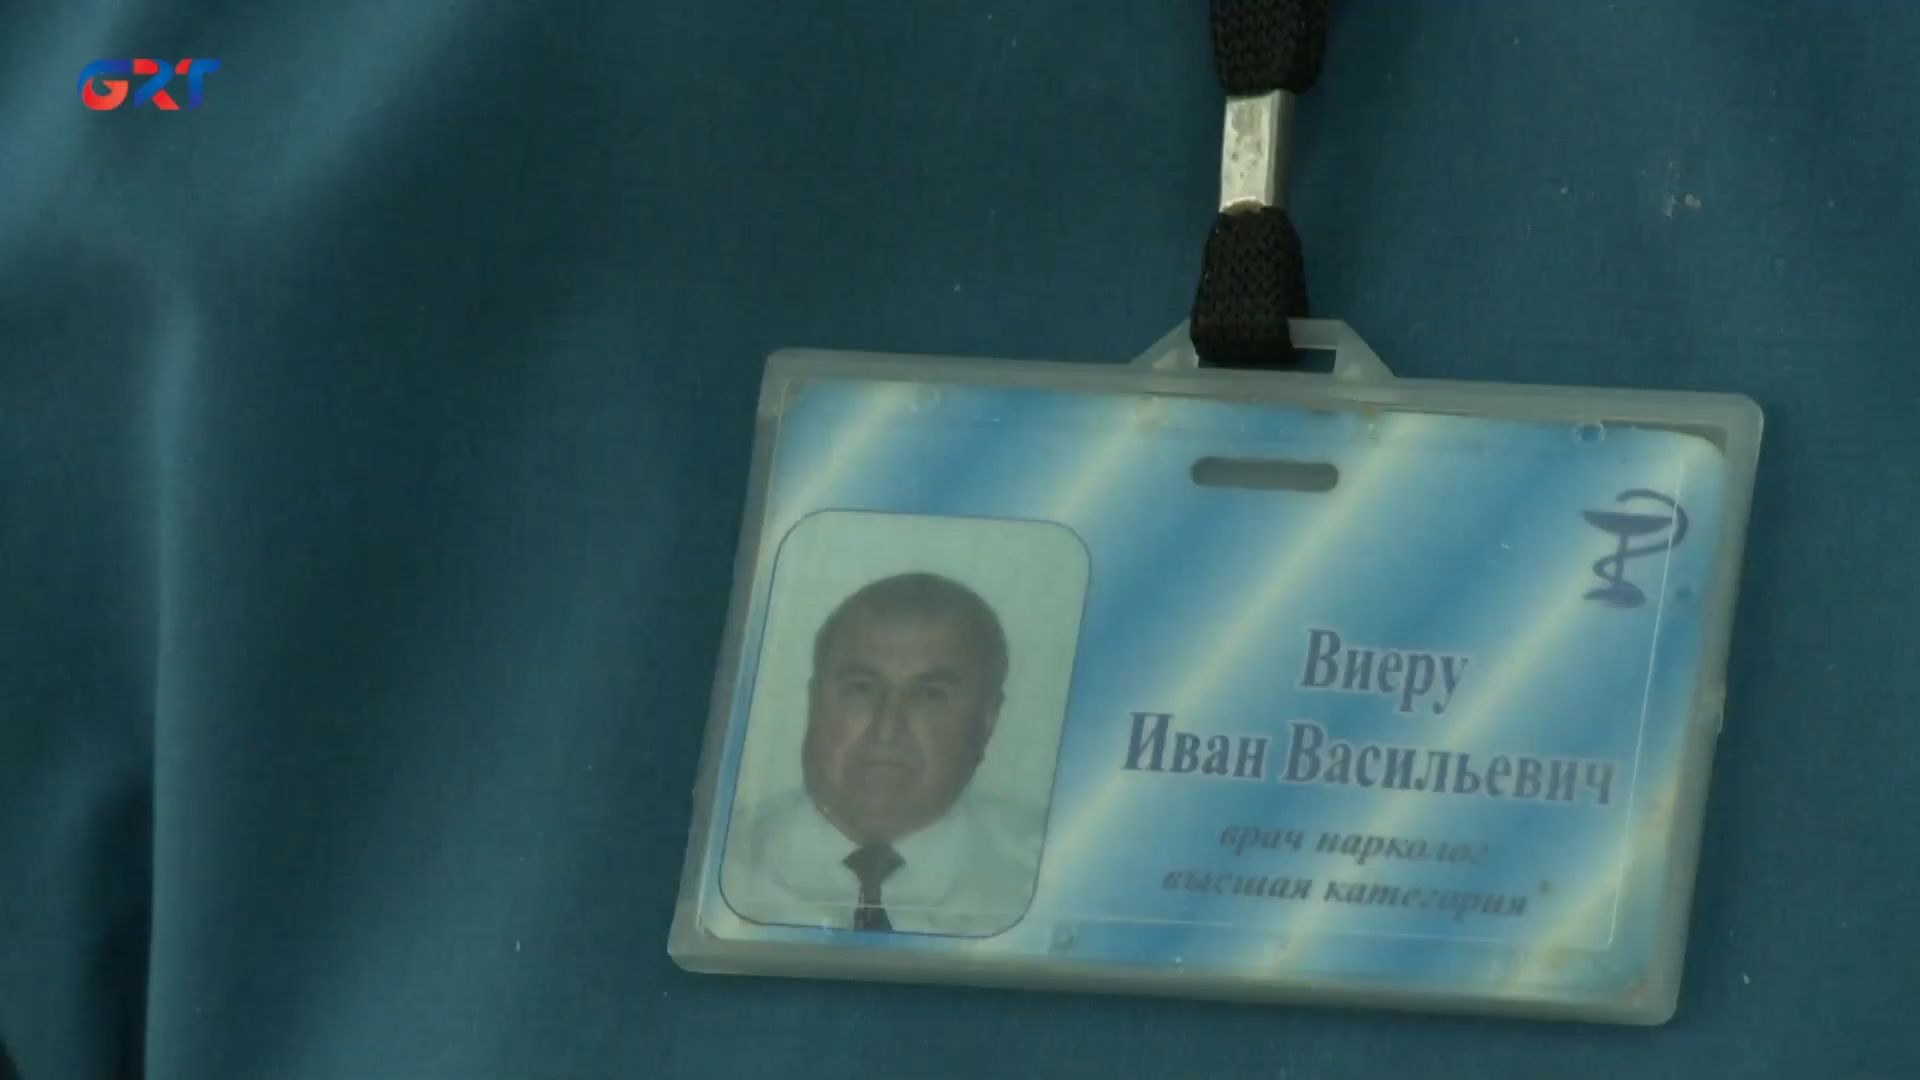 GRT
Виеру
Иван Васильевич
врач нарколог
высшая категория